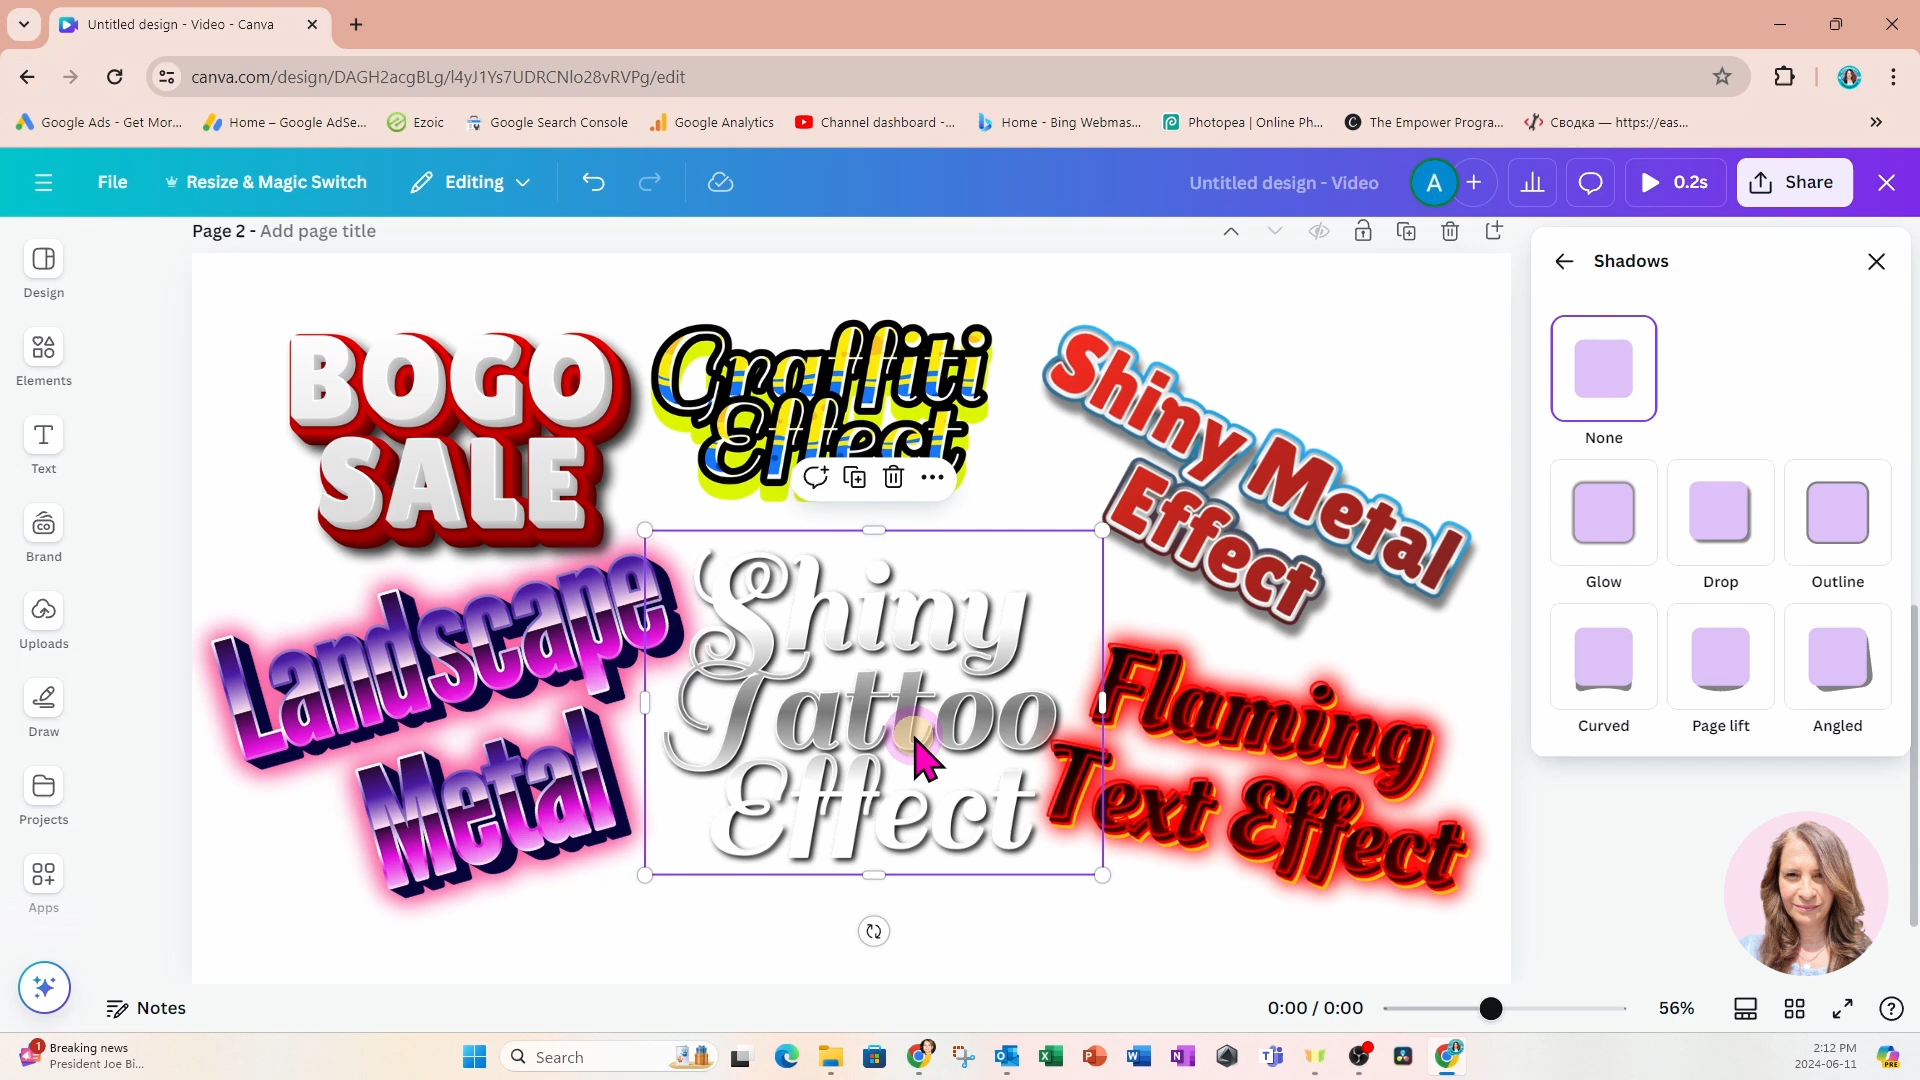 Untitled design - Video - Canva
canva.com/design/DAGH2acgBLg/l4yJ1Ys7UDRCNlo28vRVPg/edit
Google Ads - Get Mor...
Home – Google AdSe...
Ezoic
Google Search Console
Google Analytics
Channel dashboard -...
Home - Bing Webmas...
Photopea | Online Ph...
The Empower Progra...
Сводка — https://eas...
File
Resize & Magic Switch
Editing
Untitled design - Video
A
0.2s
Share
Page 2 - Add page title
Design
Elements
Text
Brand
Uploads
Draw
Projects
Apps
BOGO
SALE
Graffiti
Effect
Shiny Metal
Effect
Landscape
Metal
Shiny
Tattoo
Effect
Flaming
Text Effect
Shadows
None
Glow
Drop
Outline
Curved
Page lift
Angled
Notes
0:00 / 0:00
56%
1
Breaking news
President Joe Bi...
Search
2:12 PM
2024-06-11